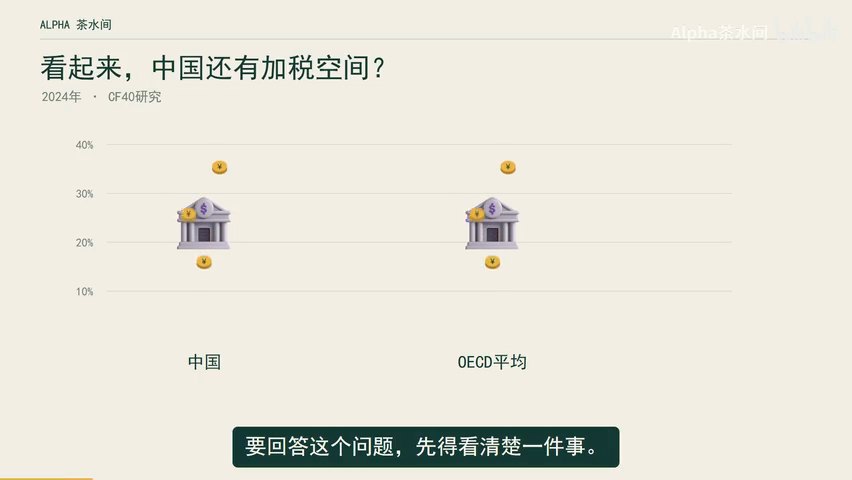 ALPHA 茶水间
Alpha茶水间
看起来，中国还有加税空间？
2024年 · CF40研究
40%
30%
20%
10%
中国
OECD平均
要回答这个问题，先得看清楚一件事。